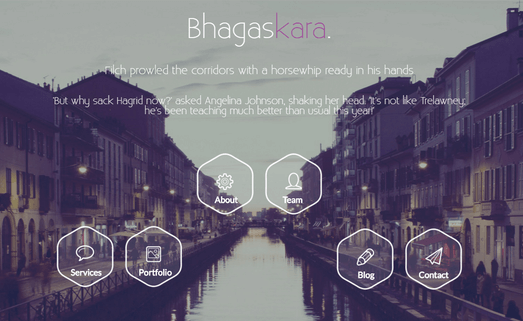 Bhagaskara.
Filch prowled the corridors with a horsewhip ready in his hands
'But why sack Hagrid now?' asked Angelina Johnson, shaking her head. "It's not like Trelawney;
he's been teaching much better than usual this year!'
About
Team
Services
Portfolio
Blog
Contact